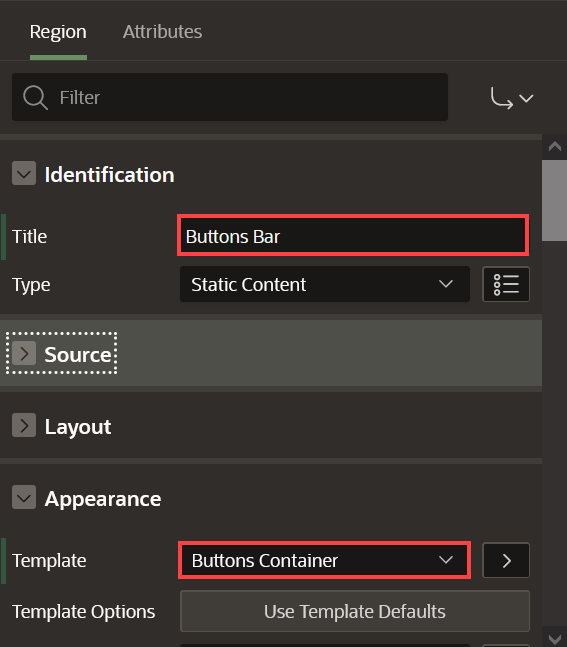 Region Attributes
Filter
Identification
Title Buttons Bar
Type Static Content
Source
Layout
Appearance
Template Buttons Container
Template Options Use Template Defaults